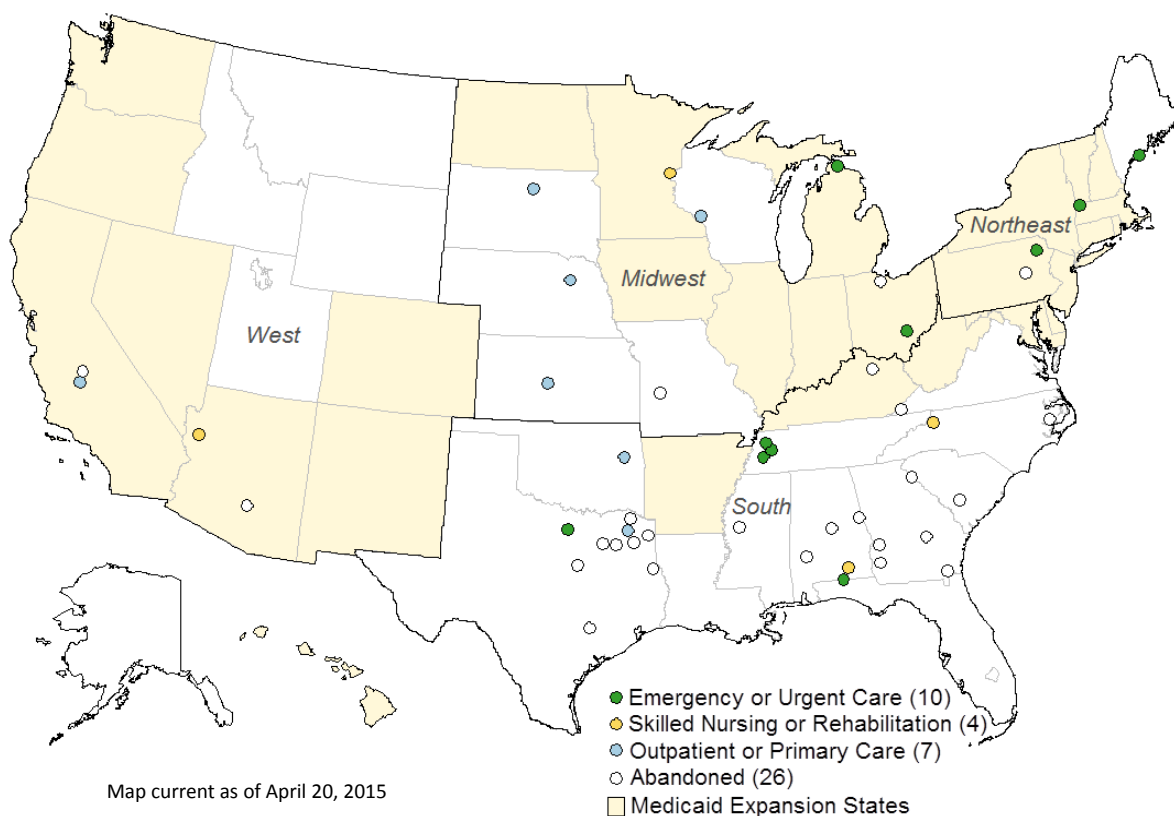 Northeast
Midwest
West
South
Emergency or Urgent Care (10)
Skilled Nursing or Rehabilitation (4)
Outpatient or Primary Care (7)
Abandoned (26)
Medicaid Expansion States
Map current as of April 20, 2015